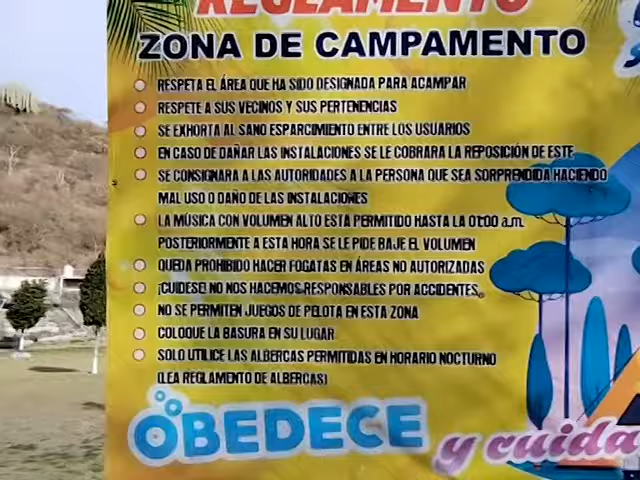 REGLAMENTO
ZONA DE CAMPAMENTO
RESPETA EL ÁREA QUE HA SIDO DESIGNADA PARA ACAMPAR
RESPETE A SUS VECINOS Y SUS PERTENENCIAS
SE EXHORTA AL SANO ESPARCIMIENTO ENTRE LOS USUARIOS
EN CASO DE DAÑAR LAS INSTALACIONES SE LE COBRARA LA REPOSICIÓN DE ESTE
SE CONSIGNARA A LAS AUTORIDADES A LA PERSONA QUE SEA SORPRENDIDA HACIENDO
MAL USO O DAÑO DE LAS INSTALACIONES
LA MÚSICA CON VOLUMEN ALTO ESTA PERMITIDO HASTA LA 01:00 a.m.
POSTERIORMENTE A ESTA HORA SE LE PIDE BAJE EL VOLUMEN
QUEDA PROHIBIDO HACER FOGATAS EN ÁREAS NO AUTORIZADAS
¡CUIDESE! NO NOS HACEMOS RESPONSABLES POR ACCIDENTES.
NO SE PERMITEN JUEGOS DE PELOTA EN ESTA ZONA
COLOQUE LA BASURA EN SU LUGAR
SOLO UTILICE LAS ALBERCAS PERMITIDAS EN HORARIO NOCTURNO
(LEA REGLAMENTO DE ALBERCAS)
OBEDECE
y cuida